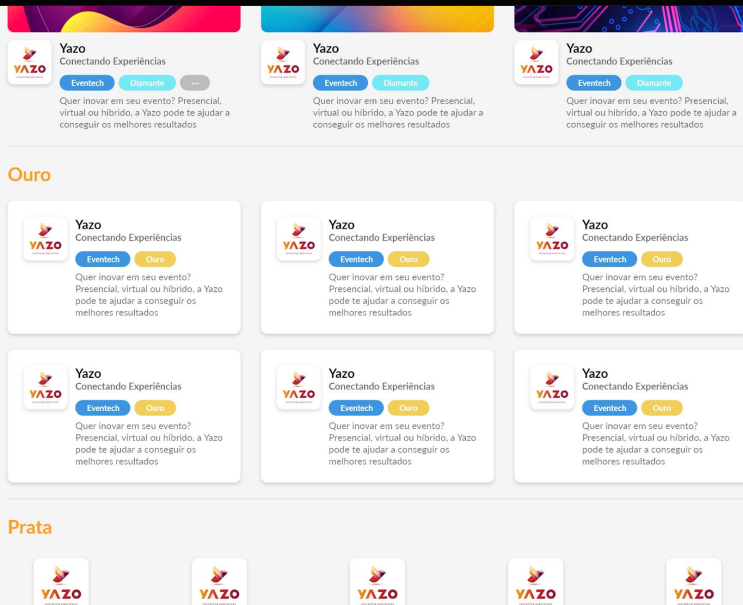 Yazo
Conectando Experiências
Eventech Diamante ...
Quer inovar em seu evento? Presencial,
virtual ou híbrido, a Yazo pode te ajudar a
conseguir os melhores resultados
YAZO
Yazo
Conectando Experiências
Eventech Diamante
Quer inovar em seu evento? Presencial,
virtual ou híbrido, a Yazo pode te ajudar a
conseguir os melhores resultados
YAZO
Yazo
Conectando Experiências
Eventech Diamante
Quer inovar em seu evento? Presencial,
virtual ou híbrido, a Yazo pode te ajudar a
conseguir os melhores resultados
YAZO
Ouro
Yazo
Conectando Experiências
YAZO
Eventech Ouro
Quer inovar em seu evento?
Presencial, virtual ou híbrido, a Yazo
pode te ajudar a conseguir os
melhores resultados
Yazo
Conectando Experiências
YAZO
Eventech Ouro
Quer inovar em seu evento?
Presencial, virtual ou híbrido, a Yazo
pode te ajudar a conseguir os
melhores resultados
Yazo
Conectando Experiências
YAZO
Eventech Ouro
Quer inovar em seu evento?
Presencial, virtual ou híbrido, a Yazo
pode te ajudar a conseguir os
melhores resultados
Yazo
Conectando Experiências
YAZO
Eventech Ouro
Quer inovar em seu evento?
Presencial, virtual ou híbrido, a Yazo
pode te ajudar a conseguir os
melhores resultados
Yazo
Conectando Experiências
YAZO
Eventech Ouro
Quer inovar em seu evento?
Presencial, virtual ou híbrido, a Yazo
pode te ajudar a conseguir os
melhores resultados
Yazo
Conectando Experiências
YAZO
Eventech Ouro
Quer inovar em seu evento?
Presencial, virtual ou híbrido, a Yazo
pode te ajudar a conseguir os
melhores resultados
Prata
YAZO YAZO YAZO YAZO YAZO